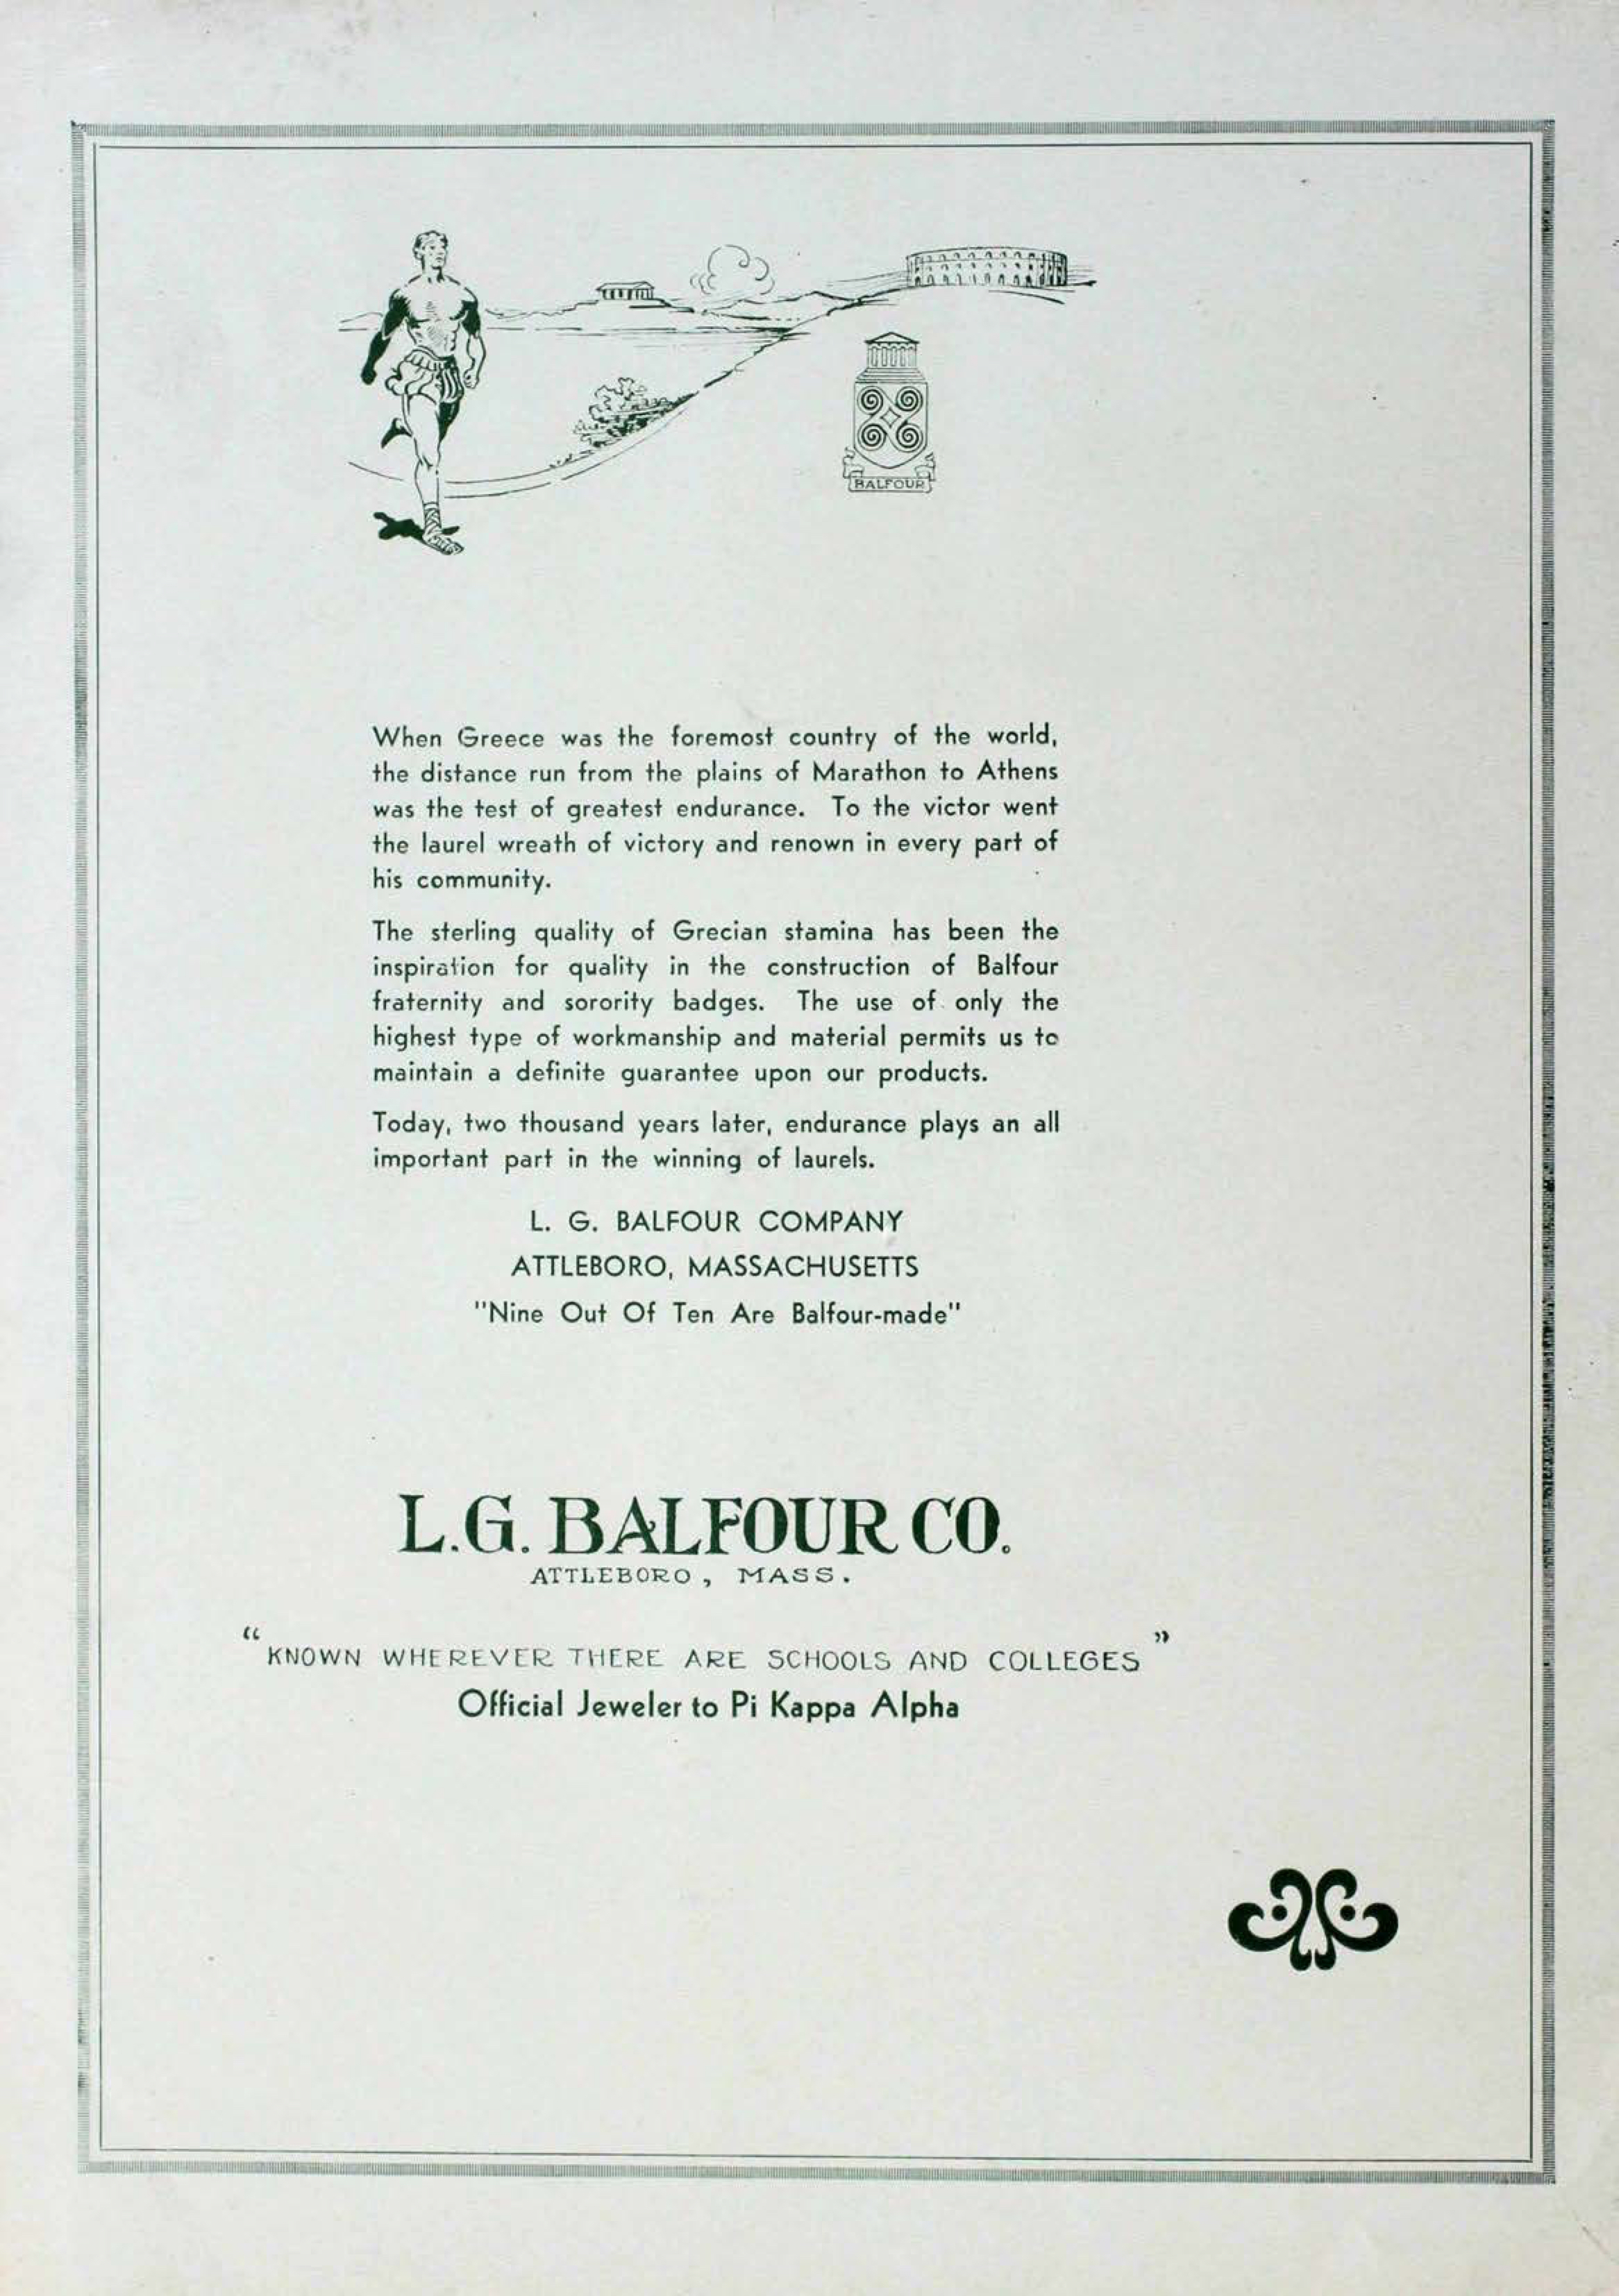 BALFOUR
When Greece was the foremost country of the world,
the distance run from the plains of Marathon to Athens
was the test of greatest endurance. To the victor went
the laurel wreath of victory and renown in every part of
his community.
The sterling quality of Grecian stamina has been the
inspiration for quality in the construction of Balfour
fraternity and sorority badges. The use of only the
highest type of workmanship and material permits us to
maintain a definite guarantee upon our products.
Today, two thousand years later, endurance plays an all
important part in the winning of laurels.
L. G. BALFOUR COMPANY
ATTLEBORO, MASSACHUSETTS
"Nine Out Of Ten Are Balfour-made"
L.G. BALFOUR CO.
ATTLEBORO, MASS.
“KNOWN WHEREVER THERE ARE SCHOOLS AND COLLEGES”
Official Jeweler to Pi Kappa Alpha